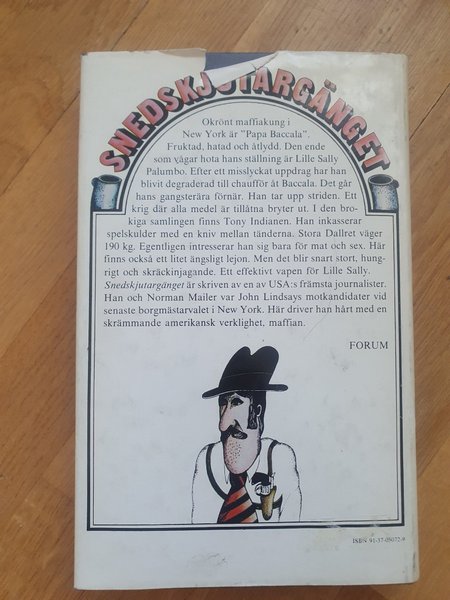 SNEDSKJUTARGÄNGET
Okrönt maffiakung i
New York är "Papa Baccala".
Fruktad, hatad och åtlydd. Den ende
som vågar hota hans ställning är Lille Sally
Palumbo. Efter ett misslyckat uppdrag har han
blivit degraderad till chaufför åt Baccala. Det går
hans gangsterära förnär. Han tar upp striden. Ett
krig där alla medel är tillåtna bryter ut. I den bro-
kiga samlingen finns Tony Indianen. Han inkasserar
spelskulder med en kniv mellan tänderna. Stora Dallret väger
190 kg. Egentligen intresserar han sig bara för mat och sex. Här
finns också ett litet ängsligt lejon. Men det blir snart stort, hung-
rigt och skräckinjagande. Ett effektivt vapen för Lille Sally.
Snedskjutargänget är skriven av en av USA:s främsta journalister.
Han och Norman Mailer var John Lindsays motkandidater vid
senaste borgmästarvalet i New York. Här driver han hårt med en
skrämmande amerikansk verklighet, maffian.
FORUM
ISBN 91-37-05072-9